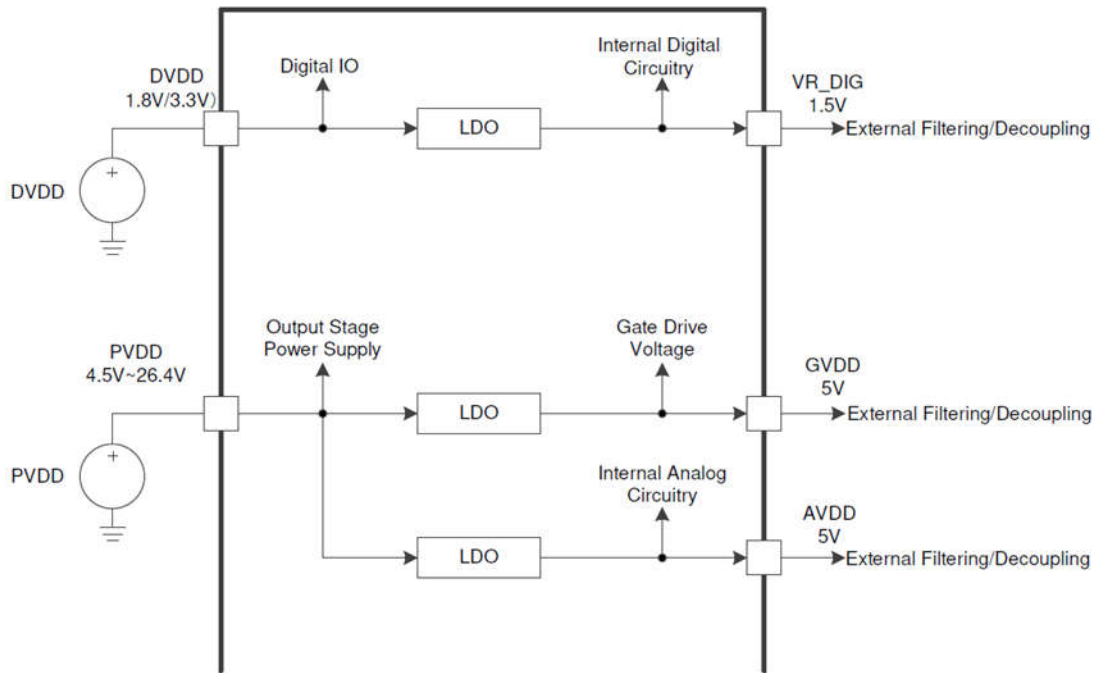 DVDD
1.8V/3.3V)
Digital IO
Internal Digital
Circuitry
VR_DIG
1.5V
LDO
External Filtering/Decoupling
+
DVDD
PVDD
4.5V~26.4V
Output Stage
Power Supply
Gate Drive
Voltage
GVDD
5V
LDO
External Filtering/Decoupling
+
PVDD
Internal Analog
Circuitry
AVDD
5V
LDO
External Filtering/Decoupling